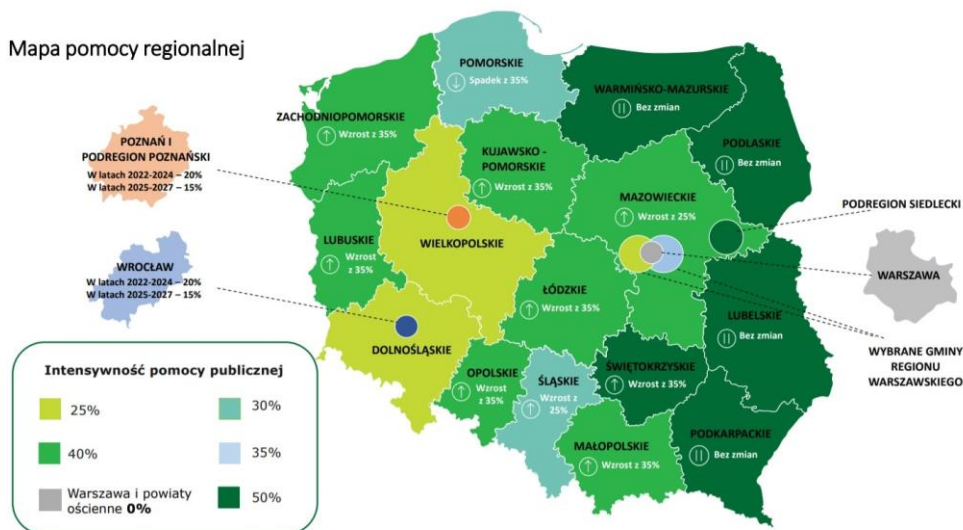 Mapa pomocy regionalnej
POMORSKIE
Spadek z 35%
WARMIŃSKO-MAZURSKIE
Bez zmian
ZACHODNIOPOMORSKIE
Wzrost z 35%
POZNAŃ I
PODREGION POZNAŃSKI
W latach 2022-2024 – 20%
W latach 2025-2027 – 15%
KUJAWSKO -
POMORSKIE
Wzrost z 35%
PODLASKIE
Bez zmian
MAZOWIECKIE
Wzrost z 25%
PODREGION SIEDLECKI
LUBUSKIE
Wzrost
z 35%
WIELKOPOLSKIE
WROCŁAW
W latach 2022-2024 – 20%
W latach 2025-2027 – 15%
WARSZAWA
ŁÓDZKIE
Wzrost z 35%
LUBELSKIE
Bez zmian
DOLNOŚLĄSKIE
WYBRANE GMINY
REGIONU
WARSZAWSKIEGO
OPOLSKIE
Wzrost
z 35%
ŚLĄSKIE
Wzrost z
25%
ŚWIĘTOKRZYSKIE
Wzrost z 35%
MAŁOPOLSKIE
Wzrost z 35%
PODKARPACKIE
Bez zmian
Intensywność pomocy publicznej
25%
30%
40%
35%
Warszawa i powiaty
ościenne 0%
50%